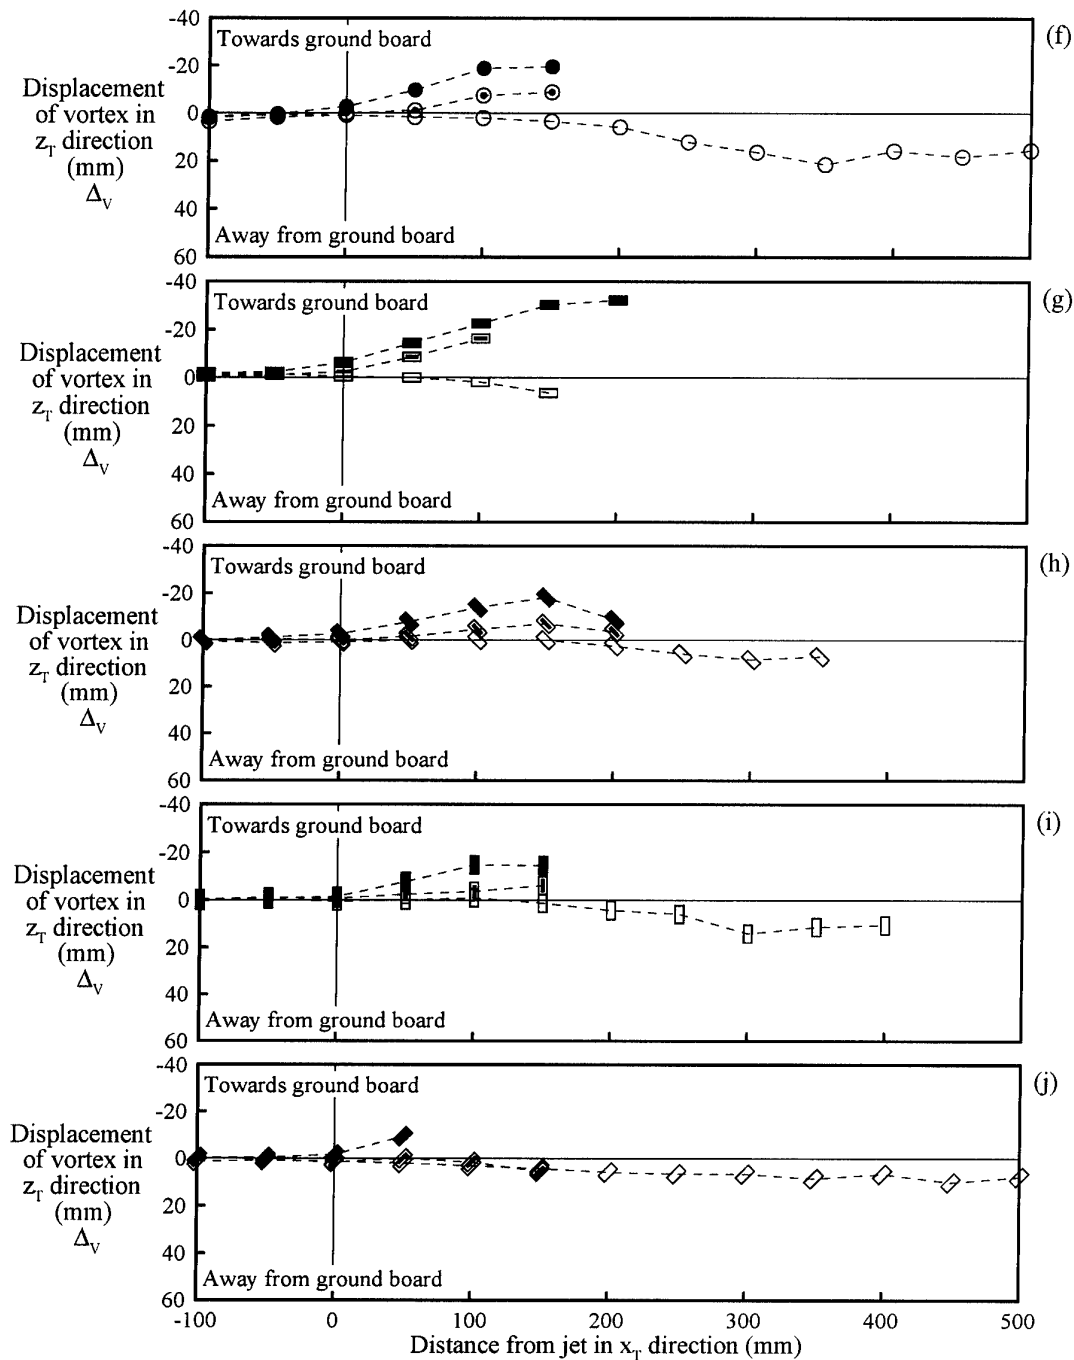 (f)
-40
-20
0
20
40
60
Displacement
of vortex in
z_T direction
(mm)
Δ_V
Towards ground board
Away from ground board
(g)
-40
-20
0
20
40
60
Displacement
of vortex in
z_T direction
(mm)
Δ_V
Towards ground board
Away from ground board
(h)
-40
-20
0
20
40
60
Displacement
of vortex in
z_T direction
(mm)
Δ_V
Towards ground board
Away from ground board
(i)
-40
-20
0
20
40
60
Displacement
of vortex in
z_T direction
(mm)
Δ_V
Towards ground board
Away from ground board
(j)
-40
-20
0
20
40
60
Displacement
of vortex in
z_T direction
(mm)
Δ_V
Towards ground board
Away from ground board
-100 0 100 200 300 400 500
Distance from jet in x_T direction (mm)